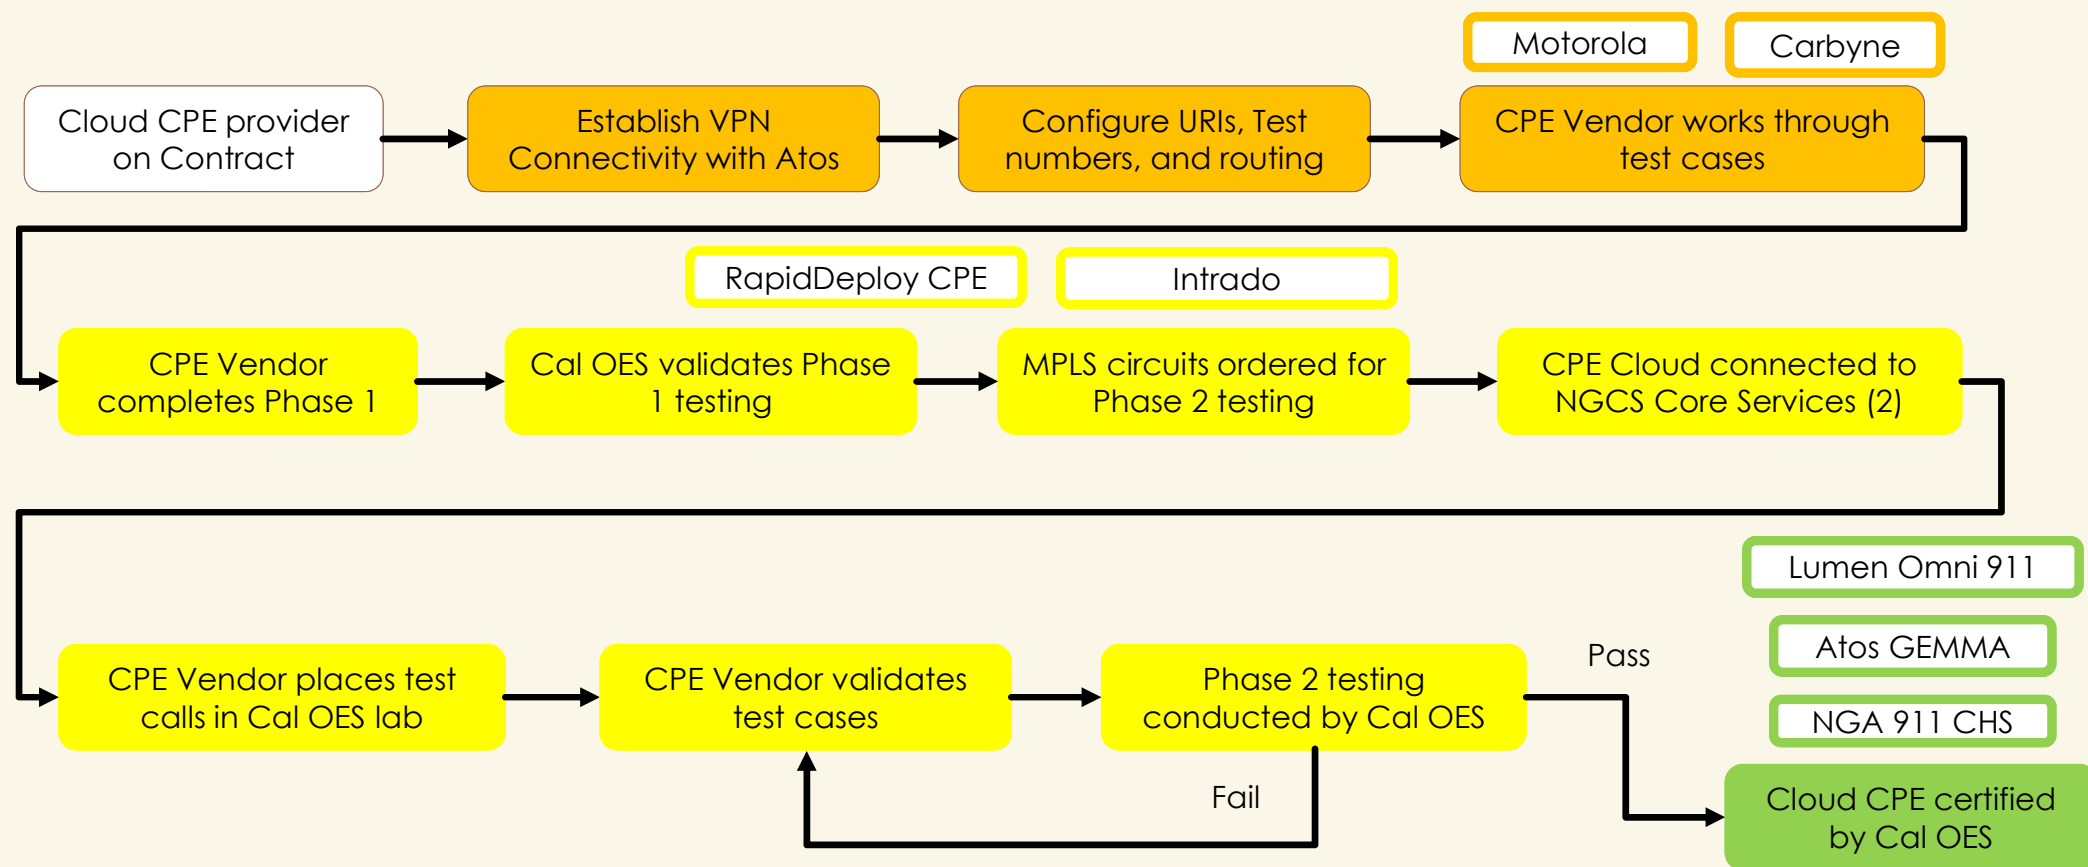 Motorola
Carbyne
Cloud CPE provider
on Contract
Establish VPN
Connectivity with Atos
Configure URIs, Test
numbers, and routing
CPE Vendor works through
test cases
RapidDeploy CPE
Intrado
CPE Vendor
completes Phase 1
Cal OES validates Phase
1 testing
MPLS circuits ordered for
Phase 2 testing
CPE Cloud connected to
NGCS Core Services (2)
Lumen Omni 911
Atos GEMMA
NGA 911 CHS
CPE Vendor places test
calls in Cal OES lab
CPE Vendor validates
test cases
Phase 2 testing
conducted by Cal OES
Pass
Fail
Cloud CPE certified
by Cal OES